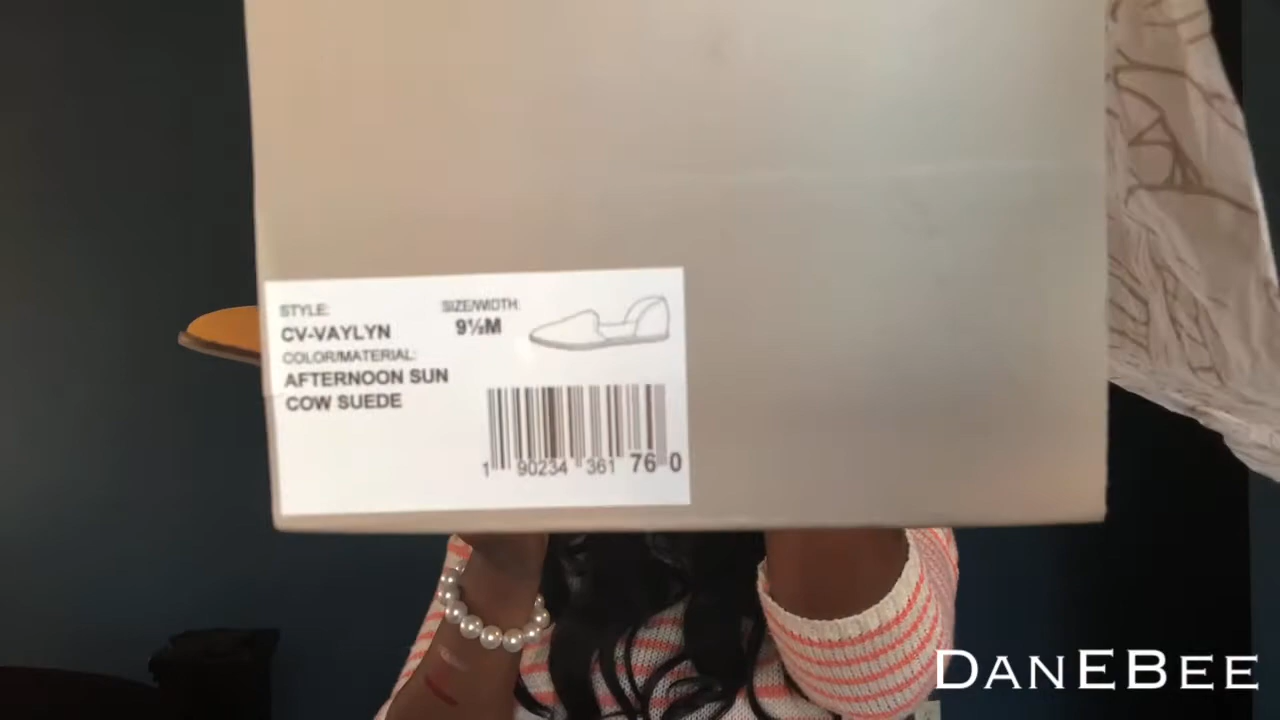 STYLE:
CV-VAYLYN
COLOR/MATERIAL:
AFTERNOON SUN
COW SUEDE
SIZE/WIDTH:
9½M
1 90234 361 76 0
DANEBEE